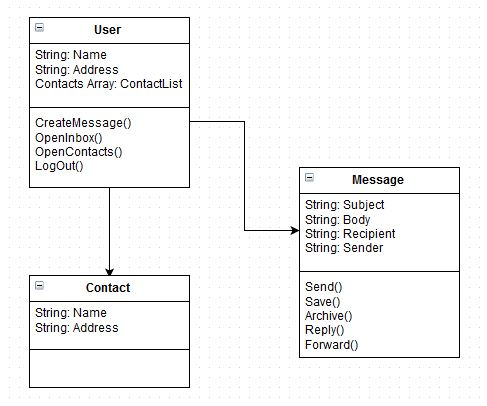 User
String: Name
String: Address
Contacts Array: ContactList
CreateMessage()
OpenInbox()
OpenContacts()
LogOut()
Message
String: Subject
String: Body
String: Recipient
String: Sender
Send()
Save()
Archive()
Reply()
Forward()
Contact
String: Name
String: Address